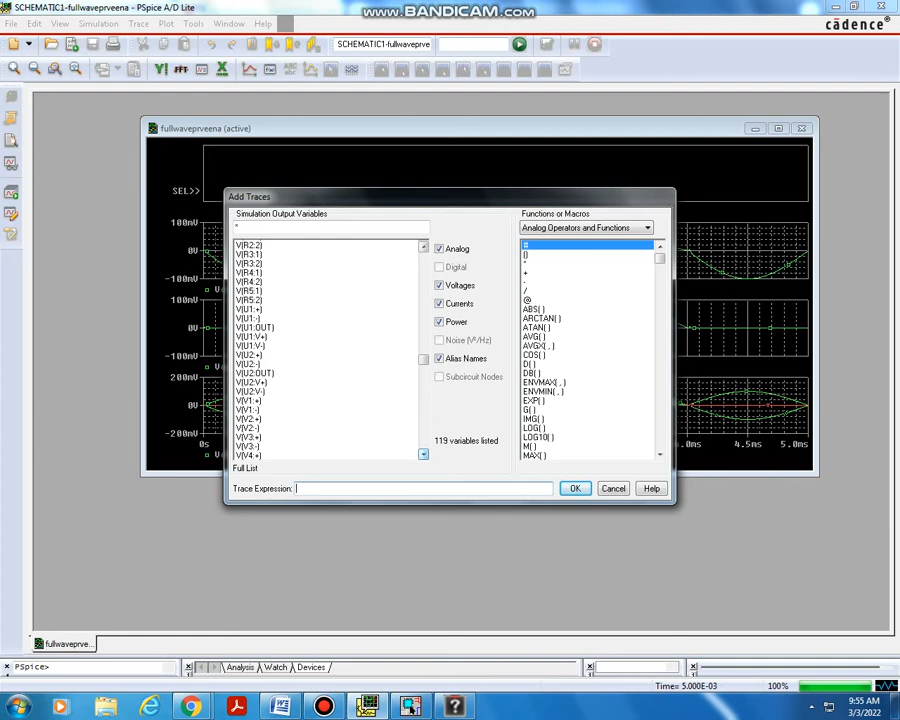 SCHEMATIC1-fullwaveprveena - PSpice A/D Lite
www.BANDICAM.com
File Edit View Simulation Trace Plot Tools Window Help
cādence
SCHEMATIC1-fullwaveprve
FFT
ABC
fullwaveprveena (active)
SEL>>
100mV
0V
100mV
0V
200mV
0V
-200mV
0s
4.0ms 4.5ms 5.0ms
Add Traces
Simulation Output Variables
*
V(R2:2)
V(R3:1)
V(R3:2)
V(R4:1)
V(R4:2)
V(R5:1)
V(R5:2)
V(U1:+)
V(U1:-)
V(U1:OUT)
V(U1:V+)
V(U1:V-)
V(U2:+)
V(U2:-)
V(U2:OUT)
V(U2:V+)
V(U2:V-)
V(V1:+)
V(V1:-)
V(V2:+)
V(V2:-)
V(V3:+)
V(V3:-)
V(V4:+)
Full List
Analog
Digital
Voltages
Currents
Power
Noise (V²/Hz)
Alias Names
Subcircuit Nodes
119 variables listed
Functions or Macros
Analog Operators and Functions
#
()
*
+
-
/
@
ABS( )
ARCTAN( )
ATAN( )
AVG( )
AVGX( , )
COS( )
D( )
DB( )
ENVMAX( , )
ENVMIN( , )
EXP( )
G( )
IMG( )
LOG( )
LOG10( )
M( )
MAX( )
Trace Expression:
OK Cancel Help
fullwaveprve...
PSpice>
Analysis Watch Devices
Time= 5.000E-03 100%
9:55 AM
3/3/2022